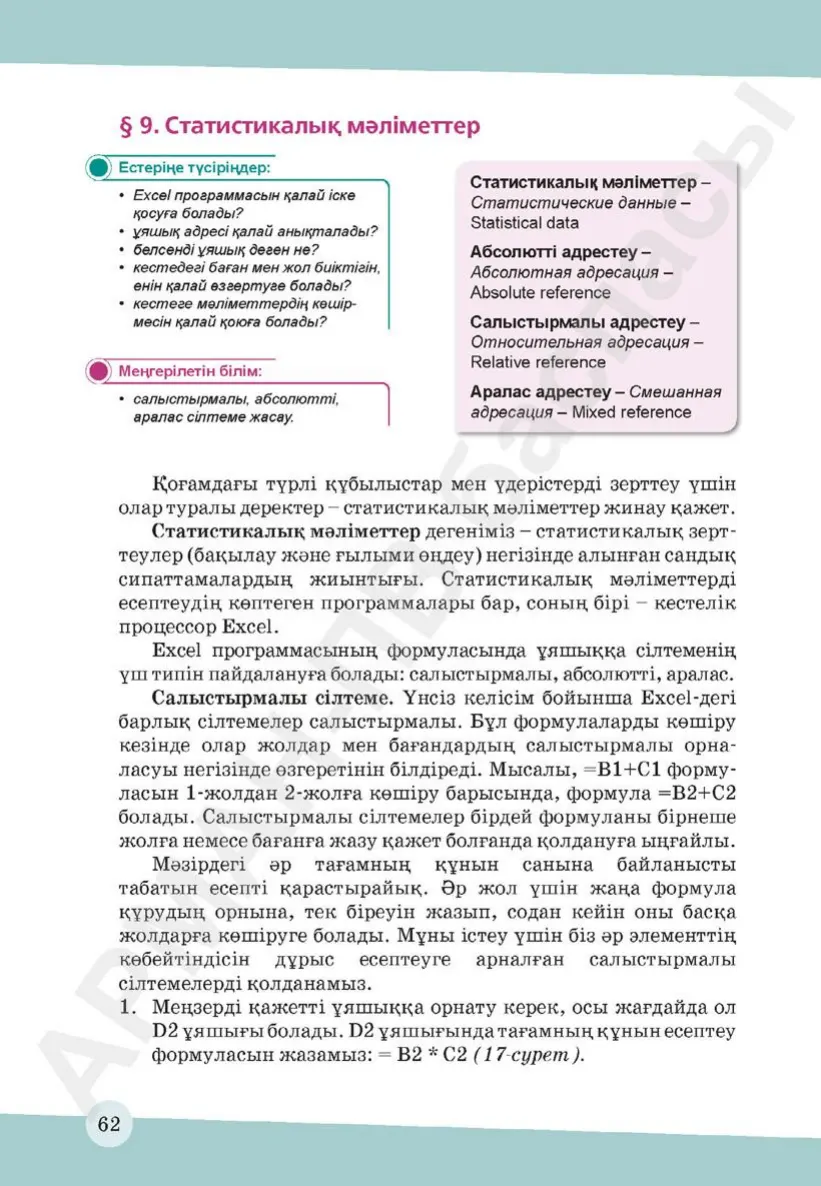 § 9. Статистикалық мәліметтер
Естеріңе түсіріңдер:
• Excel программасын қалай іске
қосуға болады?
• ұяшық адресі қалай анықталады?
• белсенді ұяшық деген не?
• кестедегі баған мен жол биіктігін,
енін қалай өзгертуге болады?
• кестеге мәліметтердің көшір-
месін қалай қоюға болады?
Меңгерілетін білім:
• салыстырмалы, абсолютті,
аралас сілтеме жасау.
Статистикалық мәліметтер –
Статистические данные –
Statistical data
Абсолютті адрестеу –
Абсолютная адресация –
Absolute reference
Салыстырмалы адрестеу –
Относительная адресация –
Relative reference
Аралас адрестеу – Смешанная
адресация – Mixed reference
Қоғамдағы түрлі құбылыстар мен үдерістерді зерттеу үшін
олар туралы деректер – статистикалық мәліметтер жинау қажет.
Статистикалық мәліметтер дегеніміз – статистикалық зерт-
теулер (бақылау және ғылыми өңдеу) негізінде алынған сандық
сипаттамалардың жиынтығы. Статистикалық мәліметтерді
есептеудің көптеген программалары бар, соның бірі – кестелік
процессор Excel.
Excel программасының формуласында ұяшыққа сілтеменің
үш типін пайдалануға болады: салыстырмалы, абсолютті, аралас.
Салыстырмалы сілтеме. Үнсіз келісім бойынша Excel-дегі
барлық сілтемелер салыстырмалы. Бұл формулаларды көшіру
кезінде олар жолдар мен бағандардың салыстырмалы орна-
ласуы негізінде өзгеретінін білдіреді. Мысалы, =B1+C1 форму-
ласын 1-жолдан 2-жолға көшіру барысында, формула =B2+C2
болады. Салыстырмалы сілтемелер бірдей формуланы бірнеше
жолға немесе бағанға жазу қажет болғанда қолдануға ыңғайлы.
Мәзірдегі әр тағамның құнын санына байланысты
табатын есепті қарастырайық. Әр жол үшін жаңа формула
құрудың орнына, тек біреуін жазып, содан кейін оны басқа
жолдарға көшіруге болады. Мұны істеу үшін біз әр элементтің
көбейтіндісін дұрыс есептеуге арналған салыстырмалы
сілтемелерді қолданамыз.
1. Меңзерді қажетті ұяшыққа орнату керек, осы жағдайда ол
D2 ұяшығы болады. D2 ұяшығында тағамның құнын есептеу
формуласын жазамыз: = B2 * C2 (17-сурет).
62
АРМАН-ПВ баспасы